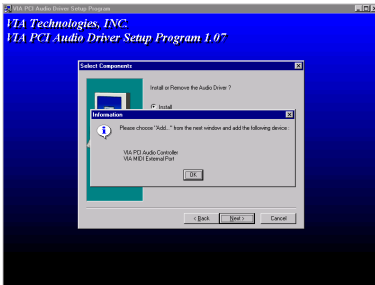 VIA PCI Audio Driver Setup Program
VIA Technologies, INC.
VIA PCI Audio Driver Setup Program 1.07
Select Components
Install or Remove the Audio Driver ?
Install
Information
Please choose "Add..." from the next window and add the following device :
VIA PCI Audio Controller
VIA MIDI External Port
OK
< Back
Next >
Cancel